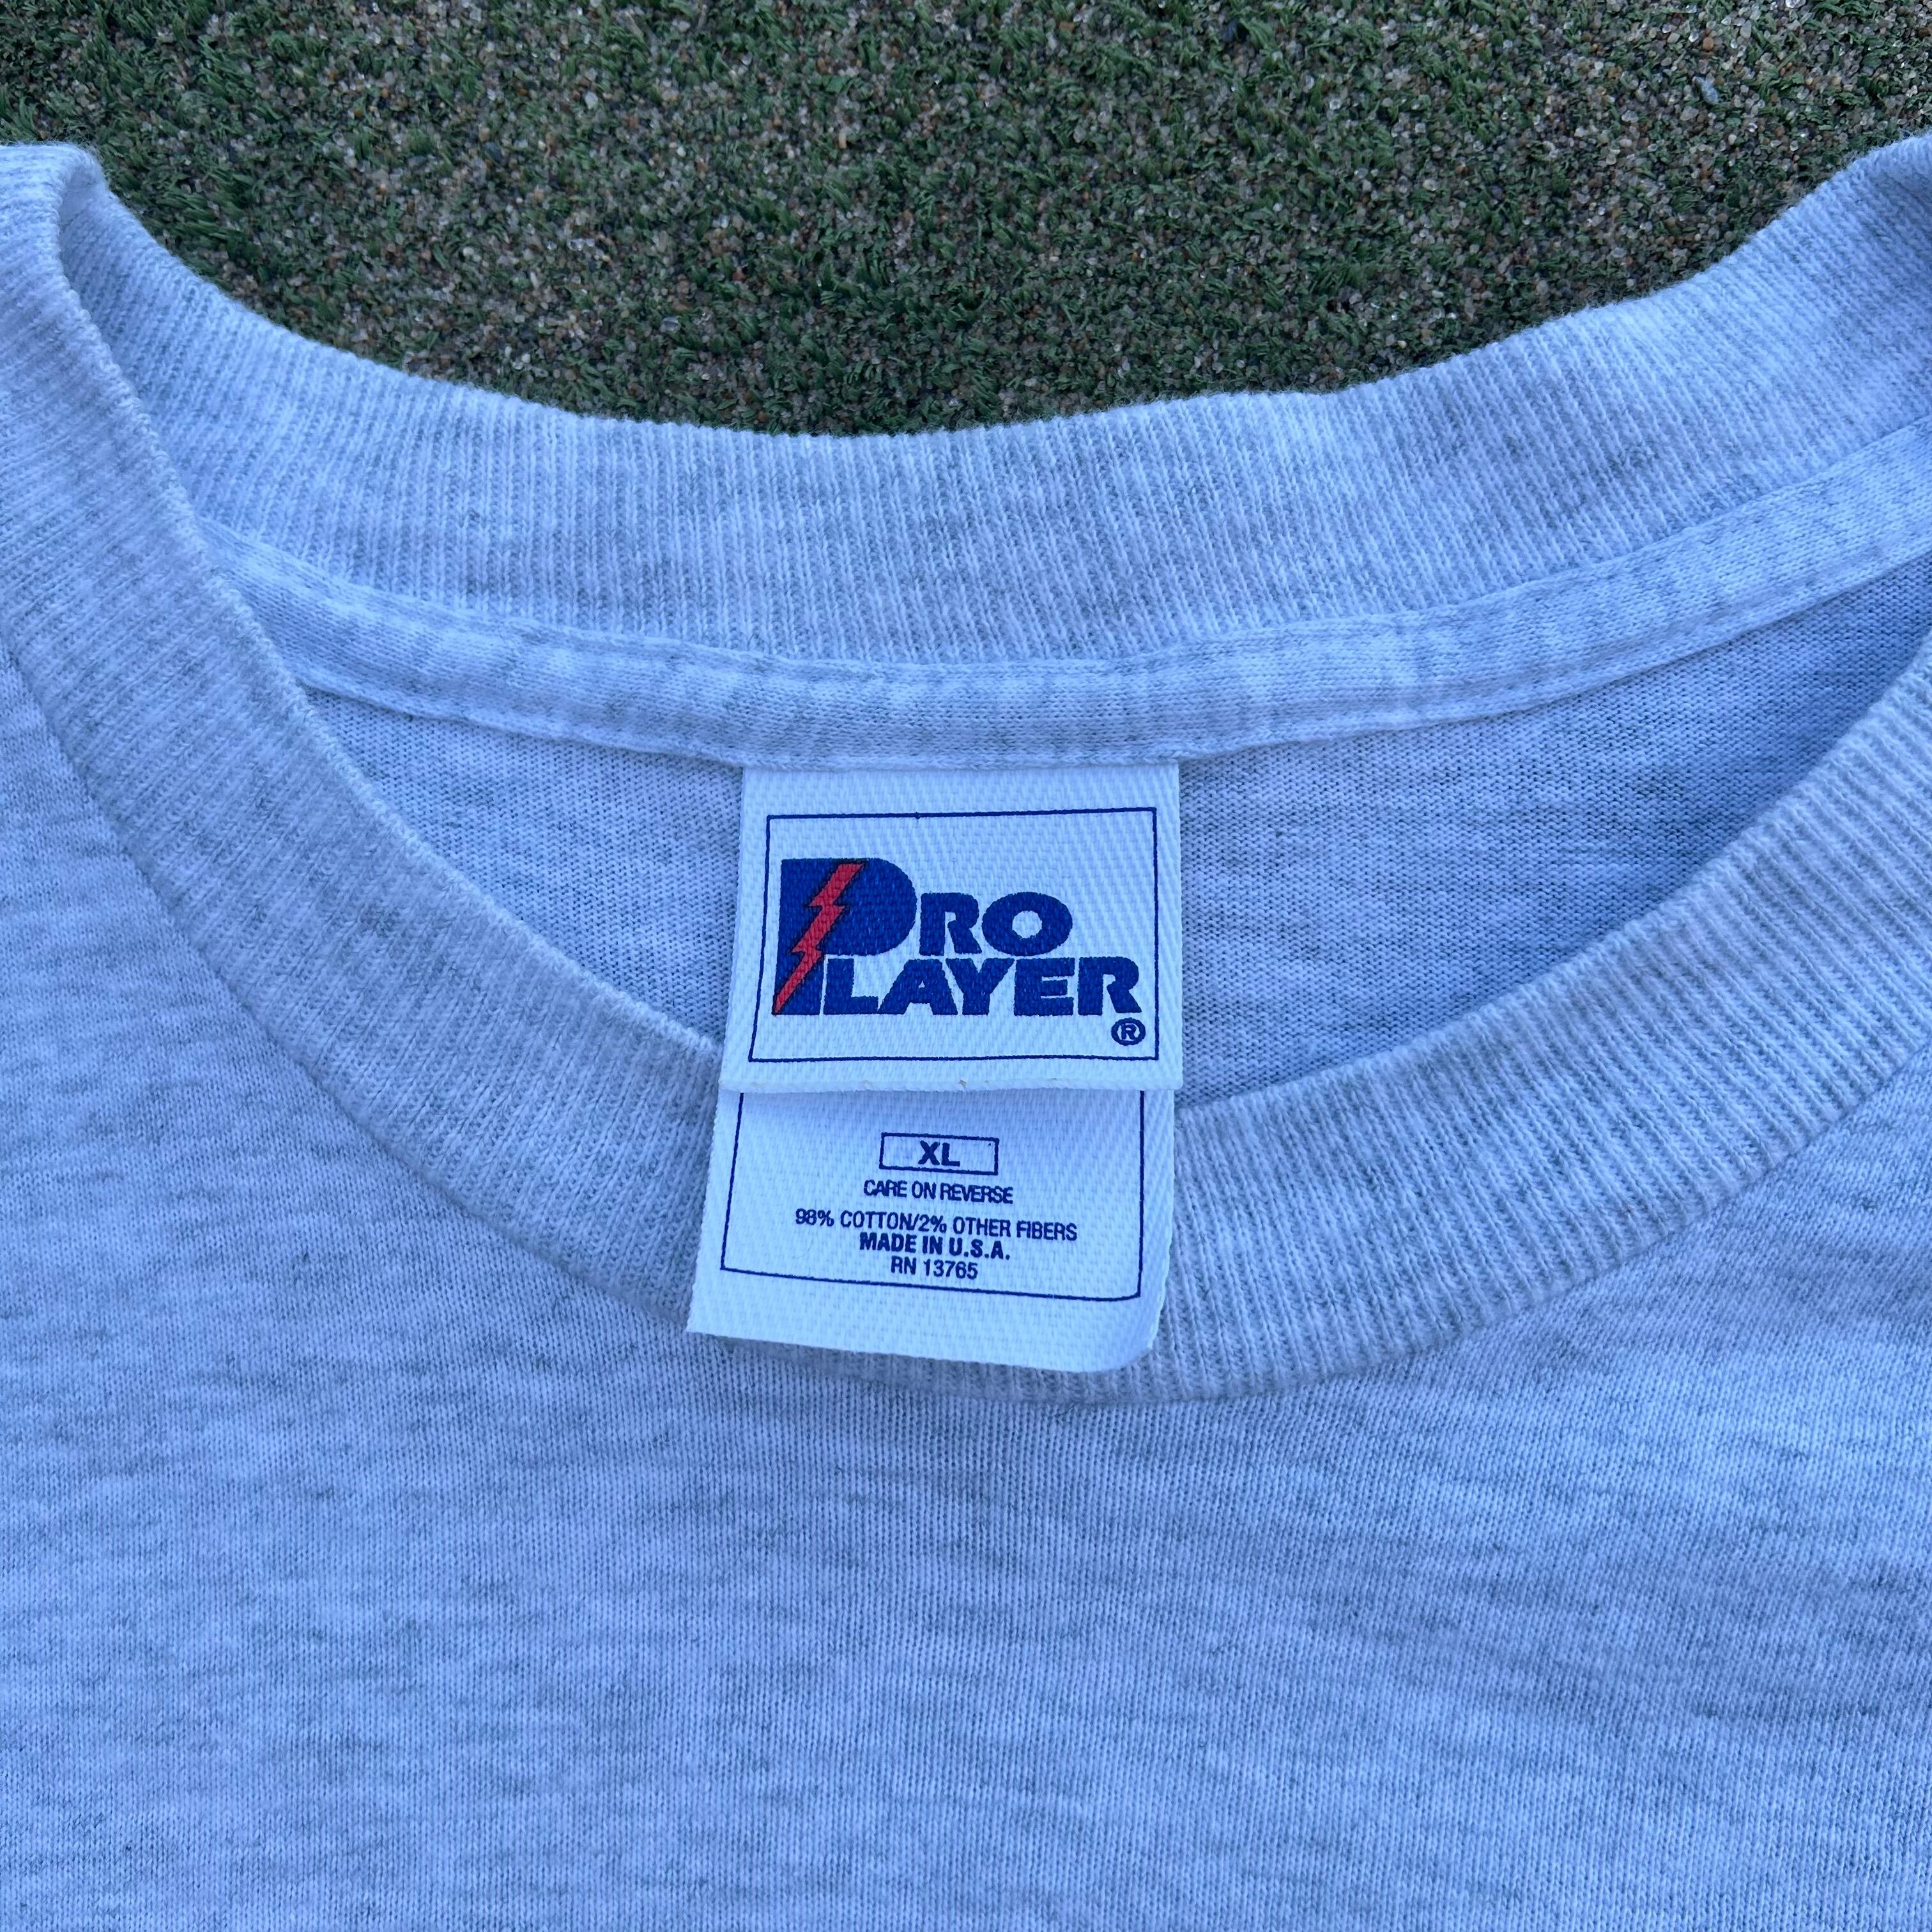 PRO
PLAYER
®
XL
CARE ON REVERSE
98% COTTON/2% OTHER FIBERS
MADE IN U.S.A.
RN 13765